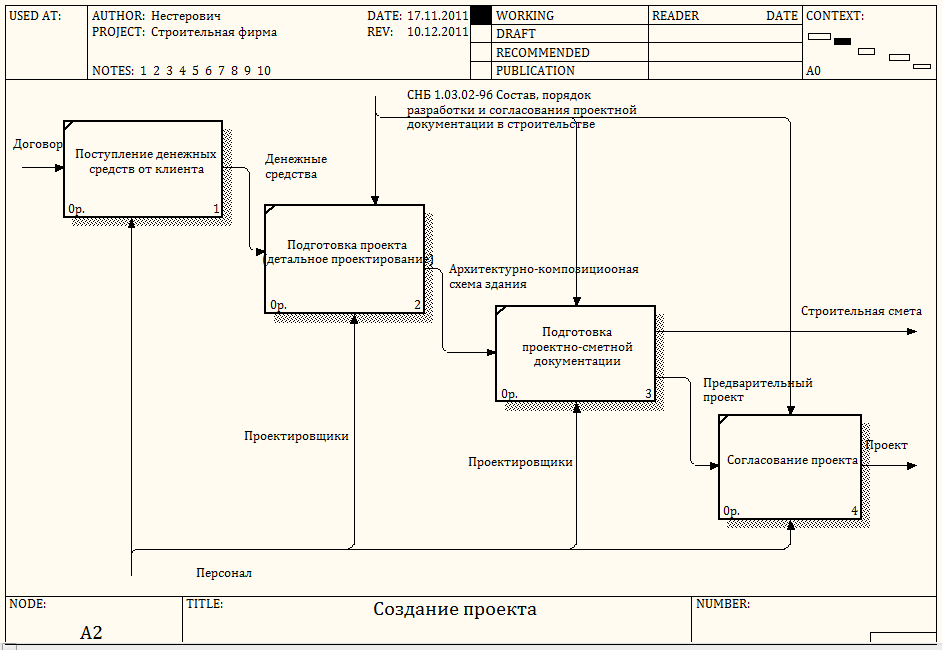 USED AT:
AUTHOR: Нестерович
DATE: 17.11.2011
PROJECT: Строительная фирма
REV: 10.12.2011
NOTES: 1 2 3 4 5 6 7 8 9 10
WORKING
DRAFT
RECOMMENDED
PUBLICATION
READER
DATE
CONTEXT:
A0
СНБ 1.03.02-96 Состав, порядок
разработки и согласования проектной
документации в строительстве
Договор
Поступление денежных
средств от клиента
0р.
1
Денежные
средства
Подготовка проекта
(детальное проектирование)
0р.
2
Архитектурно-композициооная
схема здания
Подготовка
проектно-сметной
документации
0р.
3
Строительная смета
Предварительный
проект
Согласование проекта
0р.
4
Проект
Проектировщики
Проектировщики
Персонал
NODE:
A2
TITLE:
Создание проекта
NUMBER: